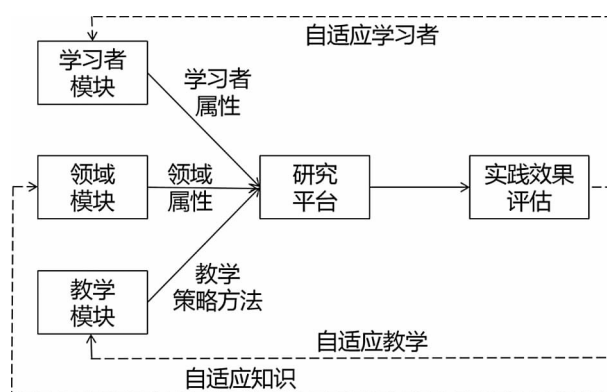 自适应学习者
学习者
模块
学习者
属性
领域
模块
领域
属性
研究
平台
实践效果
评估
教学
模块
教学
策略方法
自适应教学
自适应知识